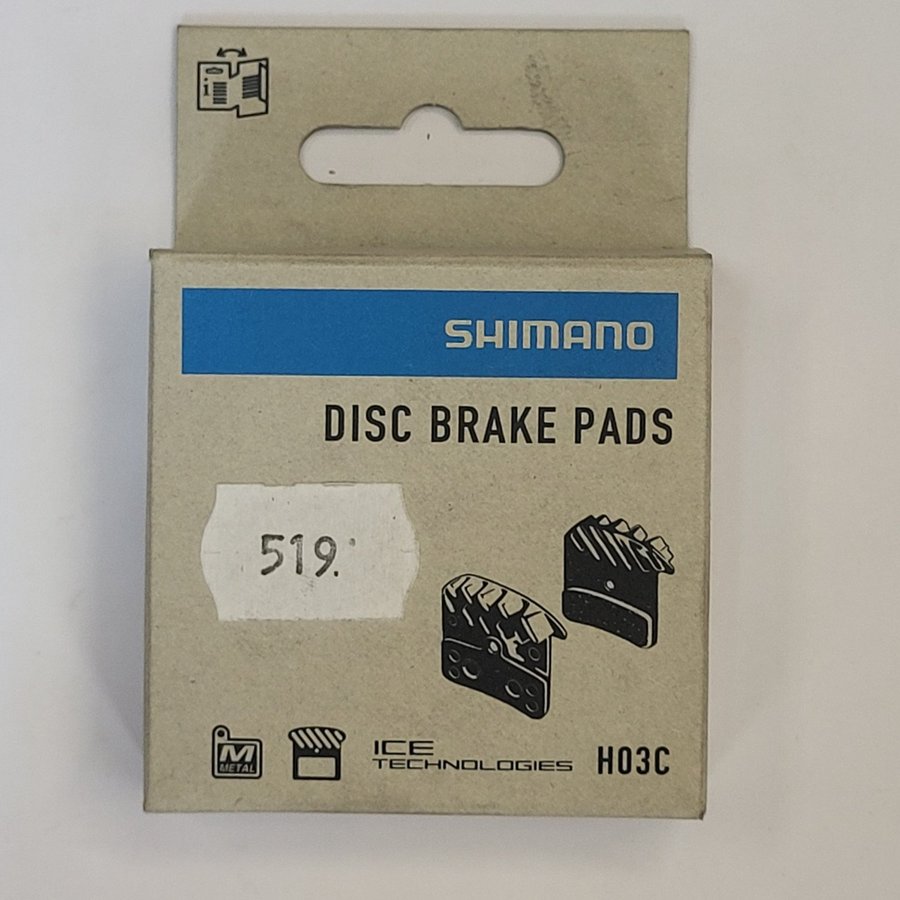 i
SHIMANO
DISC BRAKE PADS
519.
M
METAL
ICE
TECHNOLOGIES
H03C